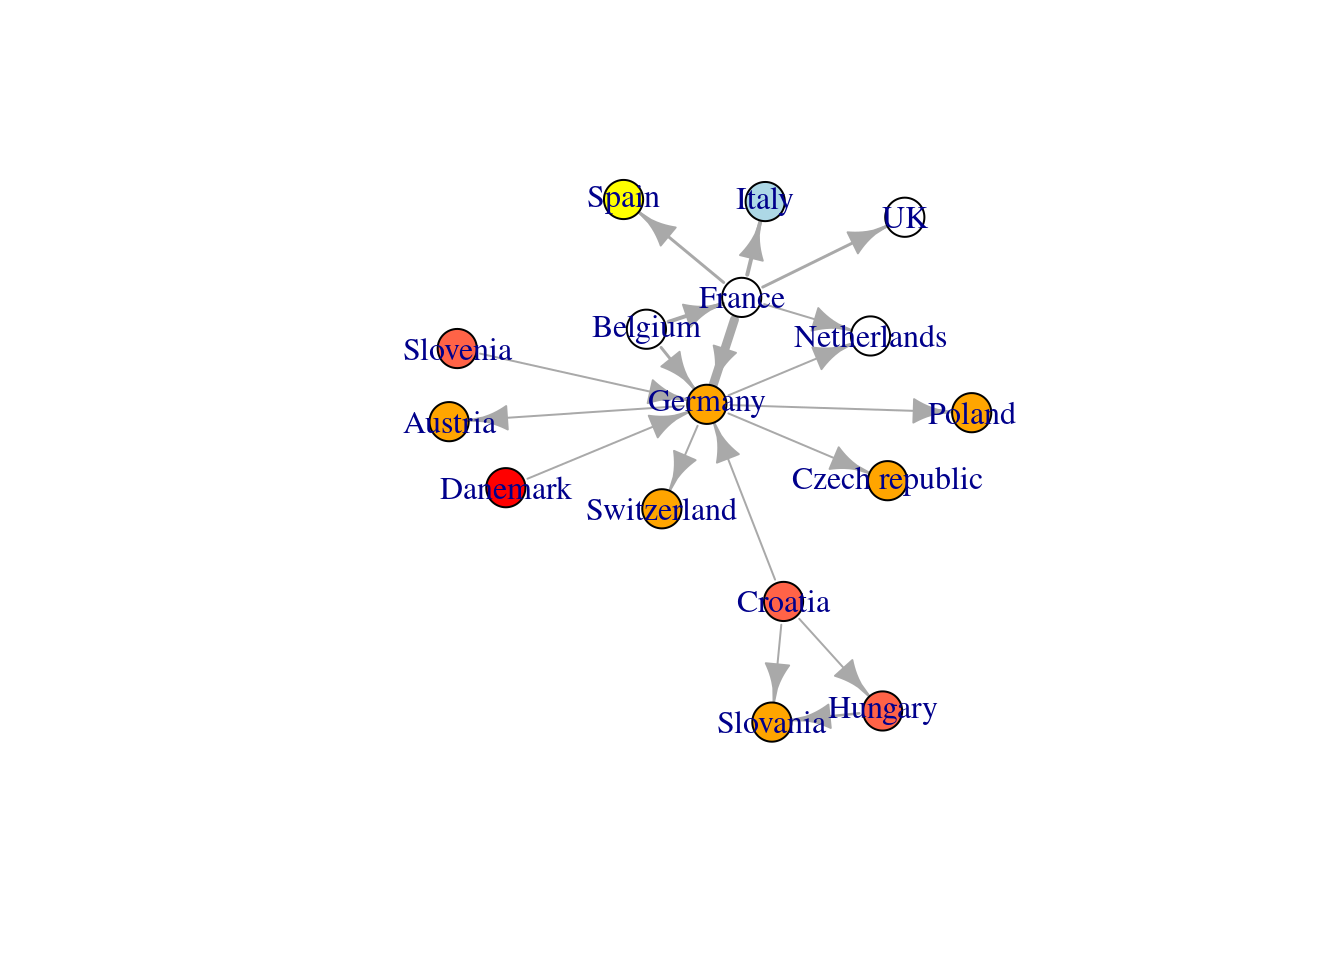 Spain
Italy
UK
France
Belgium
Netherlands
Slovenia
Germany
Austria
Poland
Danemark
Czech republic
Switzerland
Croatia
Hungary
Slovania